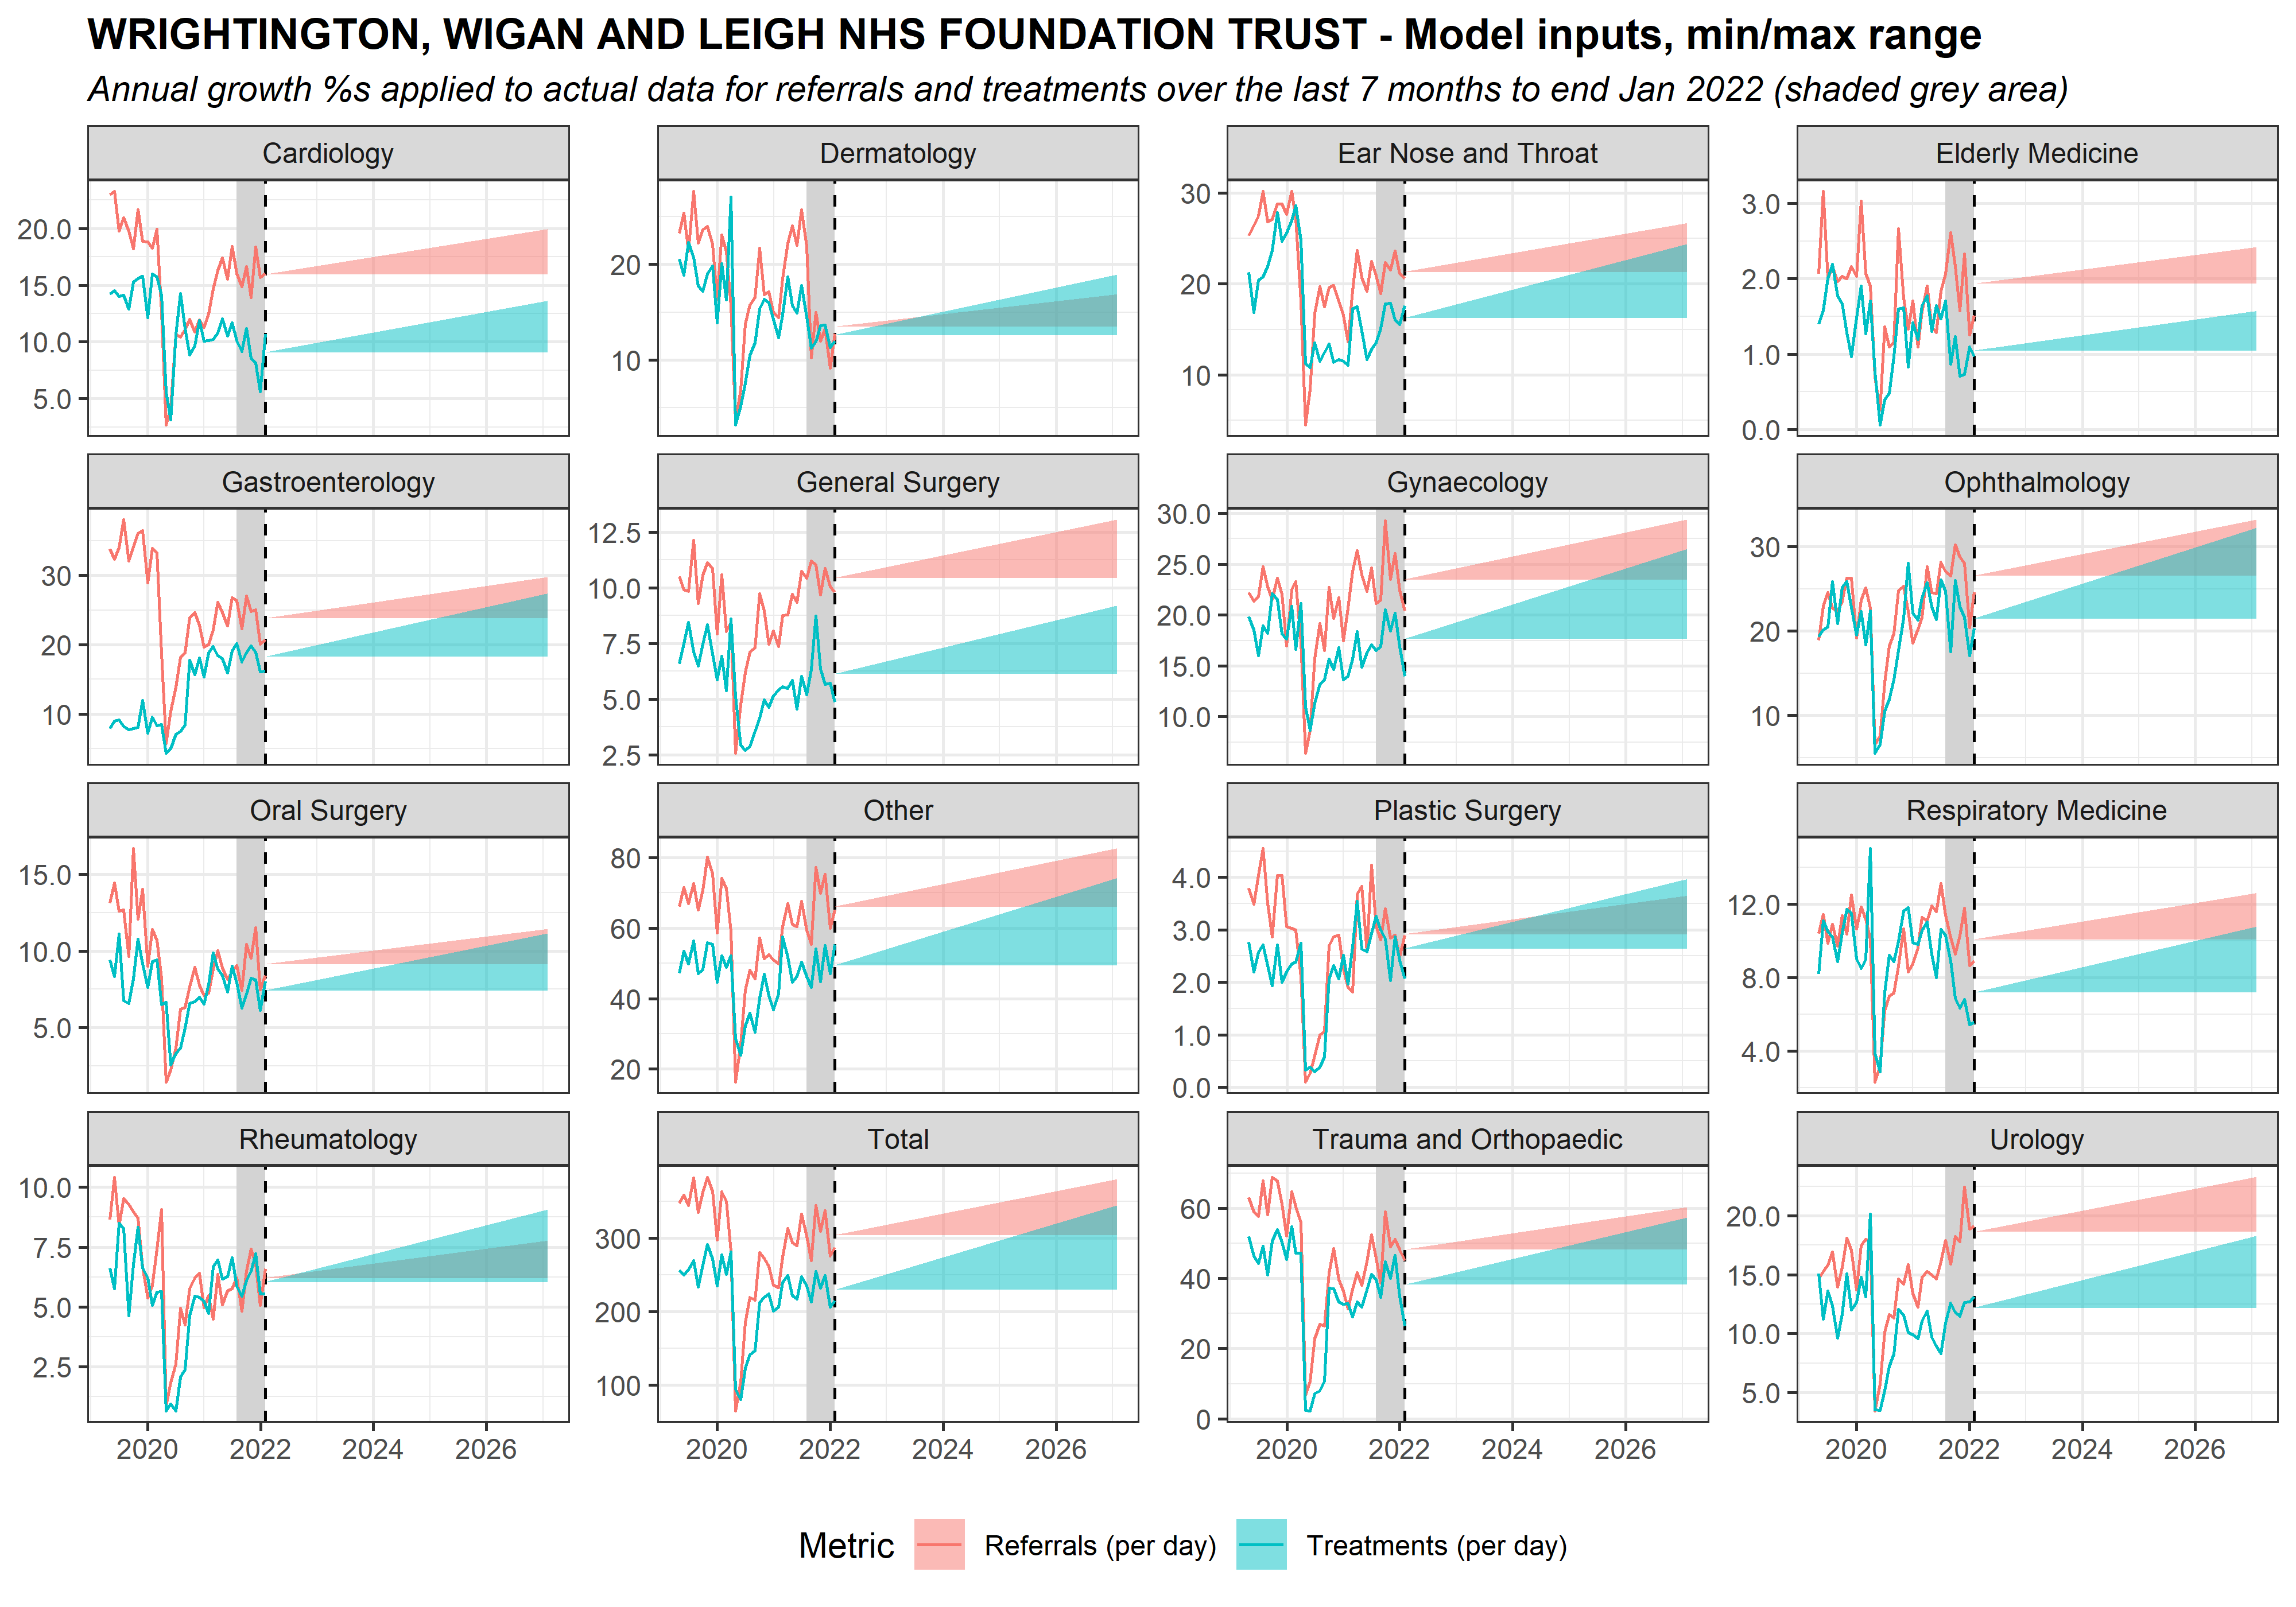 WRIGHTINGTON, WIGAN AND LEIGH NHS FOUNDATION TRUST - Model inputs, min/max range
Annual growth %s applied to actual data for referrals and treatments over the last 7 months to end Jan 2022 (shaded grey area)
Cardiology
20.0
15.0
10.0
5.0
Dermatology
20
10
Ear Nose and Throat
30
20
10
Elderly Medicine
3.0
2.0
1.0
0.0
Gastroenterology
30
20
10
General Surgery
12.5
10.0
7.5
5.0
2.5
Gynaecology
30.0
25.0
20.0
15.0
10.0
Ophthalmology
30
20
10
Oral Surgery
15.0
10.0
5.0
Other
80
60
40
20
Plastic Surgery
4.0
3.0
2.0
1.0
0.0
Respiratory Medicine
12.0
8.0
4.0
Rheumatology
10.0
7.5
5.0
2.5
2020 2022 2024 2026
Total
300
200
100
2020 2022 2024 2026
Trauma and Orthopaedic
60
40
20
0
2020 2022 2024 2026
Urology
20.0
15.0
10.0
5.0
2020 2022 2024 2026
Metric Referrals (per day) Treatments (per day)